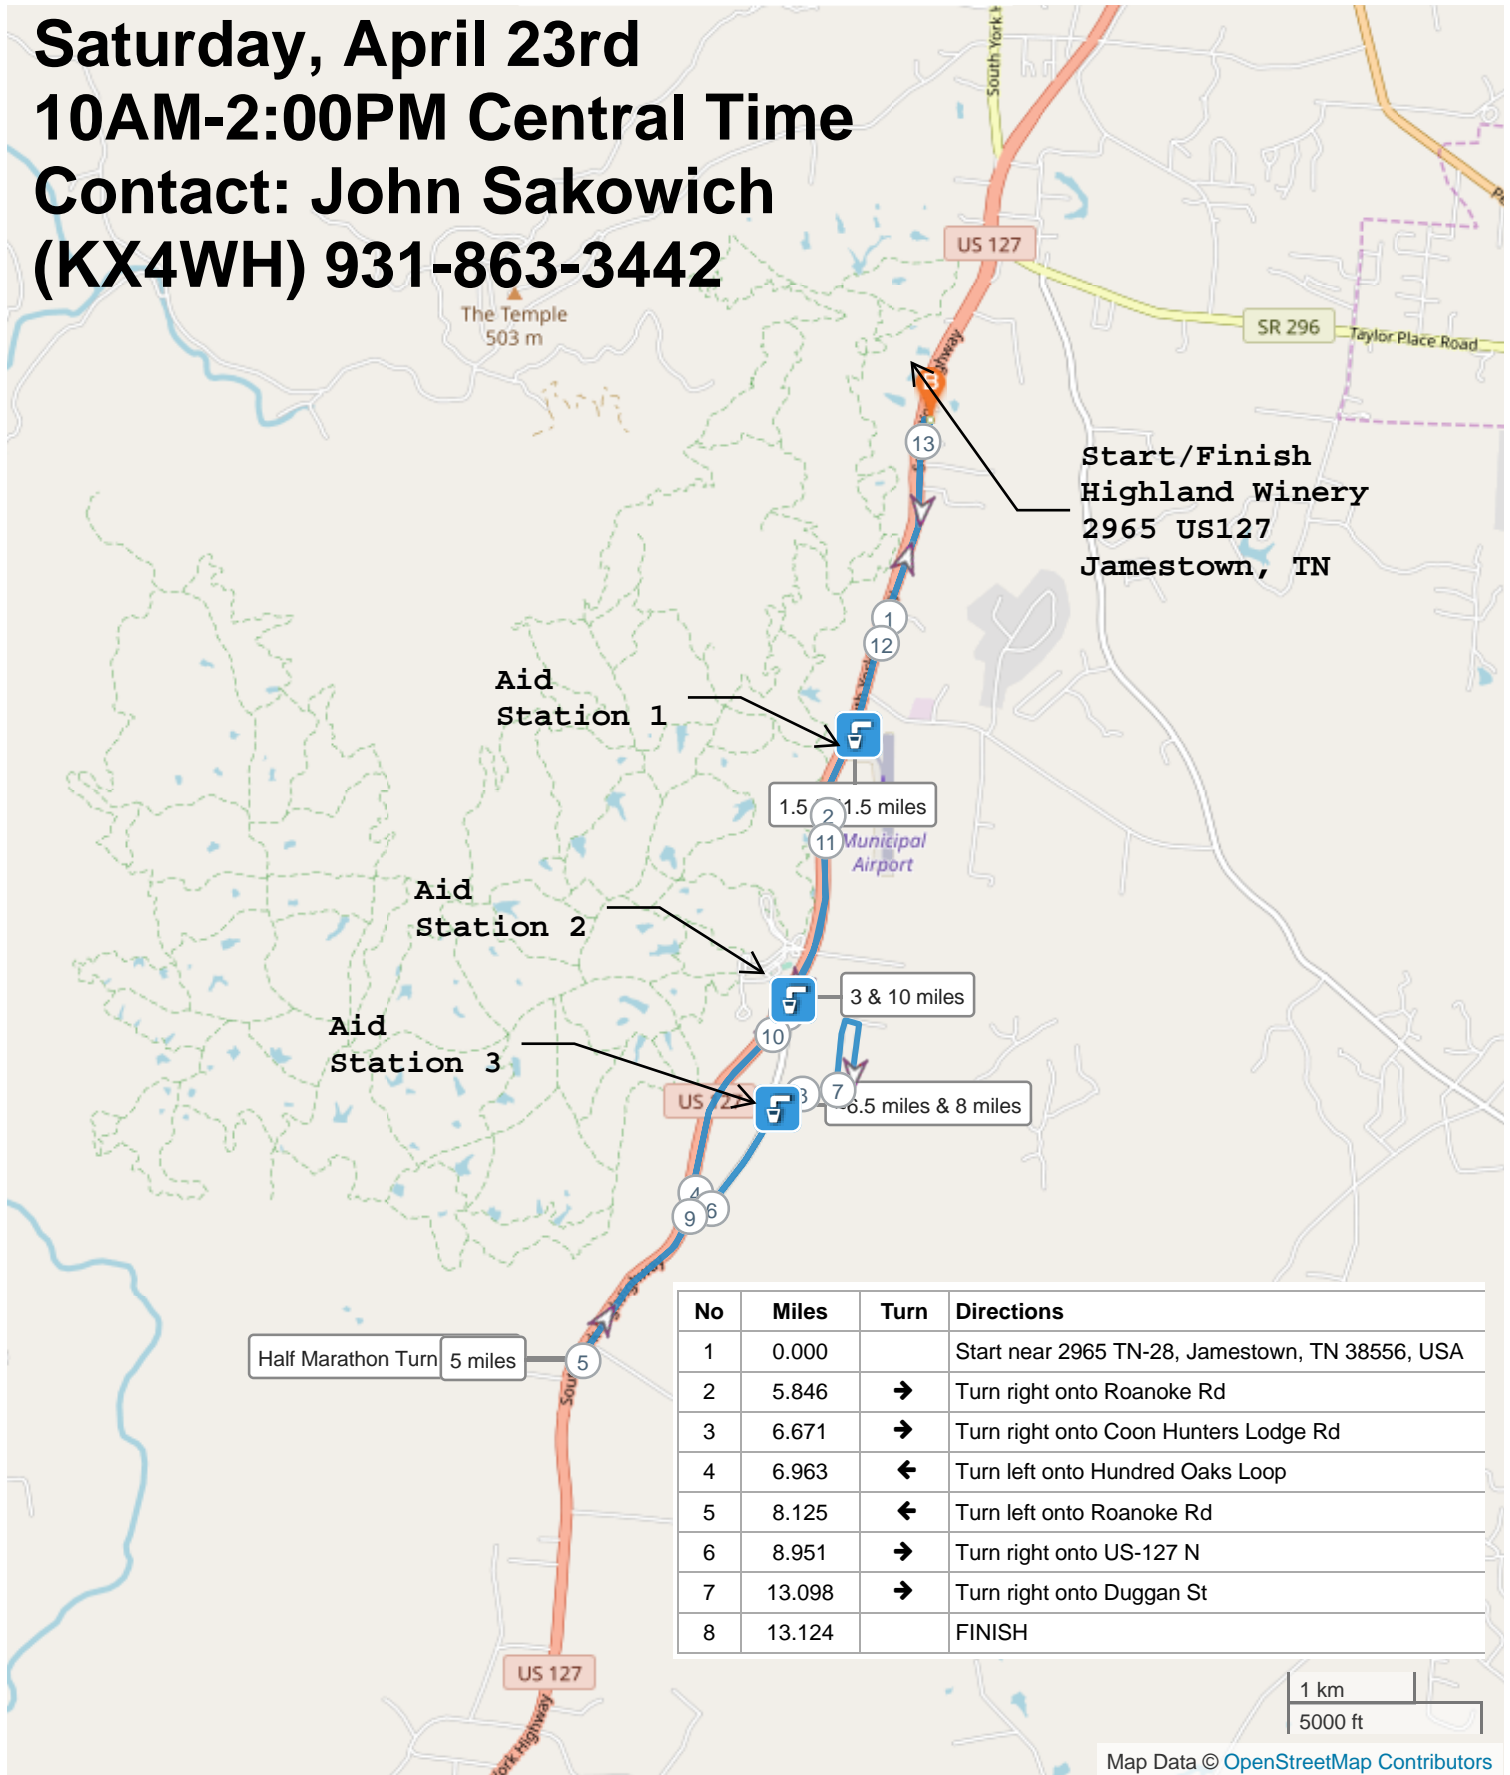 Saturday, April 23rd
10AM-2:00PM Central Time
Contact: John Sakowich
(KX4WH) 931-863-3442
The Temple
503 m
South York
US 127
SR 296
Taylor Place Road
13
Start/Finish
Highland Winery
2965 US127
Jamestown, TN
1
12
Aid
Station 1
1.5
1.5 miles
2
11
Municipal
Airport
Aid
Station 2
3 & 10 miles
10
Aid
Station 3
US 127
7
6.5 miles & 8 miles
4
9
6
Half Marathon Turn
5 miles
5
No Miles Turn Directions
1 0.000 Start near 2965 TN-28, Jamestown, TN 38556, USA
2 5.846 → Turn right onto Roanoke Rd
3 6.671 → Turn right onto Coon Hunters Lodge Rd
4 6.963 ← Turn left onto Hundred Oaks Loop
5 8.125 ← Turn left onto Roanoke Rd
6 8.951 → Turn right onto US-127 N
7 13.098 → Turn right onto Duggan St
8 13.124 FINISH
US 127
York Highway
1 km
5000 ft
Map Data © OpenStreetMap Contributors